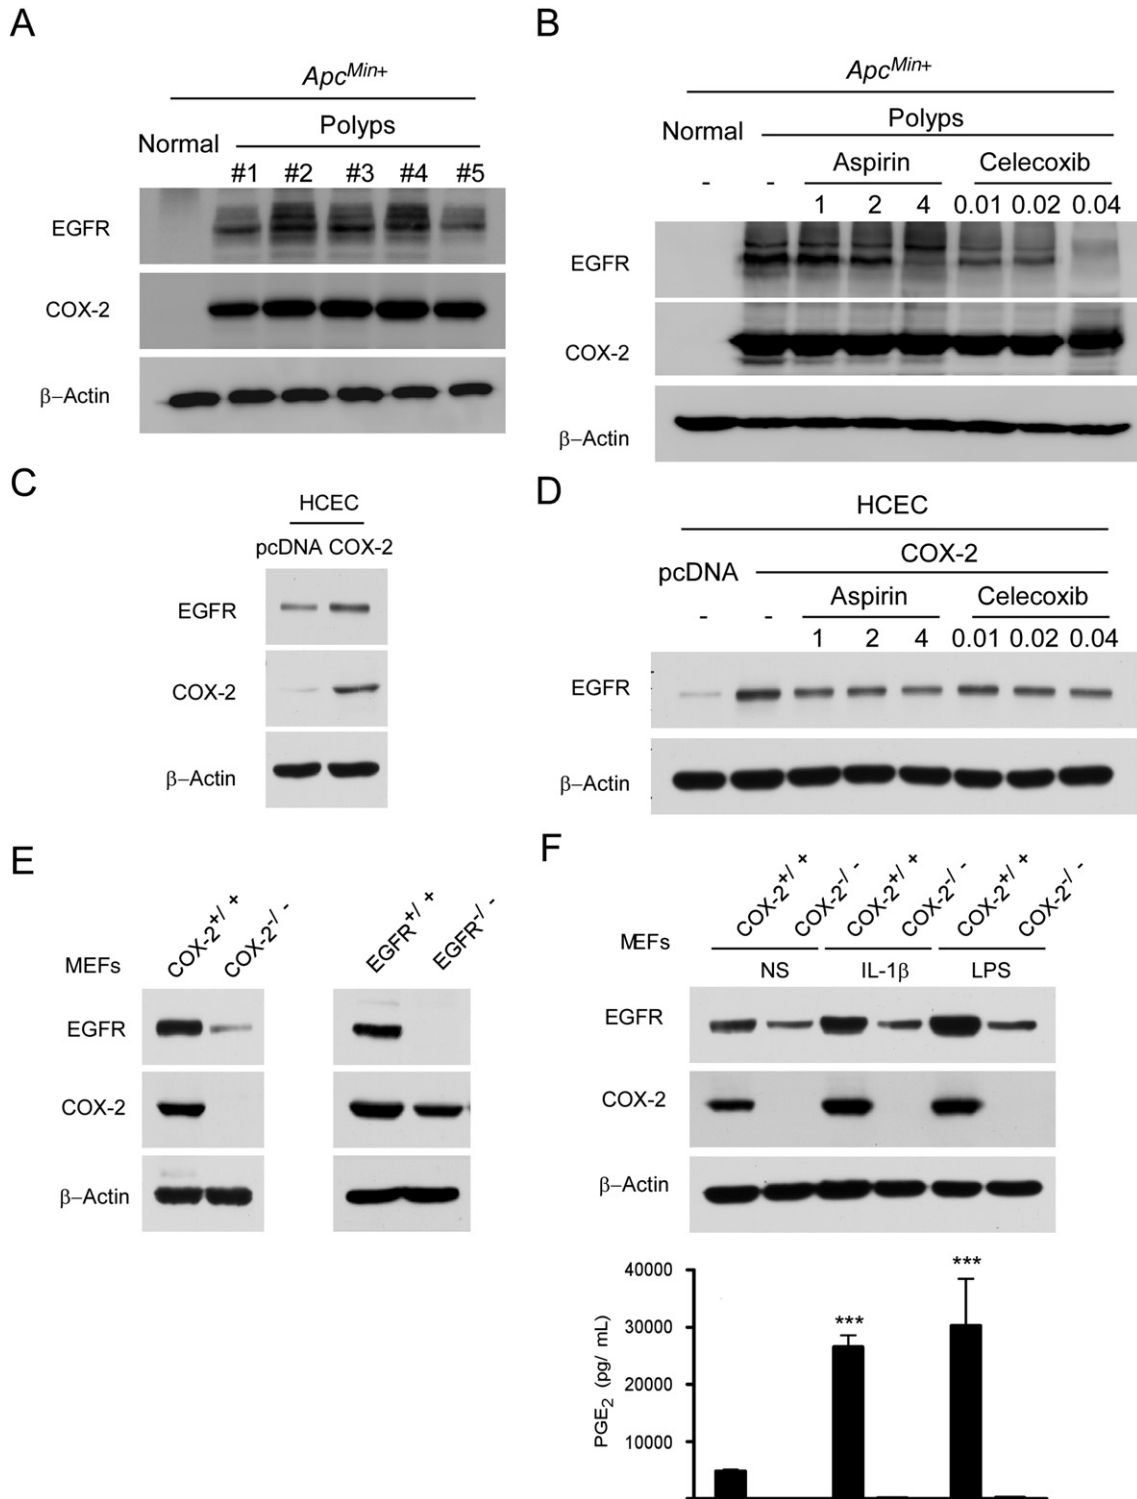 A
Apc^Min+
Normal
Polyps
#1 #2 #3 #4 #5
EGFR
COX-2
β–Actin
B
Apc^Min+
Normal
Polyps
- - Aspirin Celecoxib
1 2 4 0.01 0.02 0.04
EGFR
COX-2
β–Actin
C
HCEC
pcDNA COX-2
EGFR
COX-2
β–Actin
D
HCEC
pcDNA
COX-2
- - Aspirin Celecoxib
1 2 4 0.01 0.02 0.04
EGFR
β–Actin
E
MEFs
COX-2+/ + COX-2-/ - EGFR+/ + EGFR-/ -
EGFR
COX-2
β–Actin
F
MEFs
COX-2+/ + COX-2-/ - COX-2+/ + COX-2-/ - COX-2+/ + COX-2-/ -
NS IL-1β LPS
EGFR
COX-2
β–Actin
PGE2 (pg/ mL)
40000
30000
20000
10000
*** ***